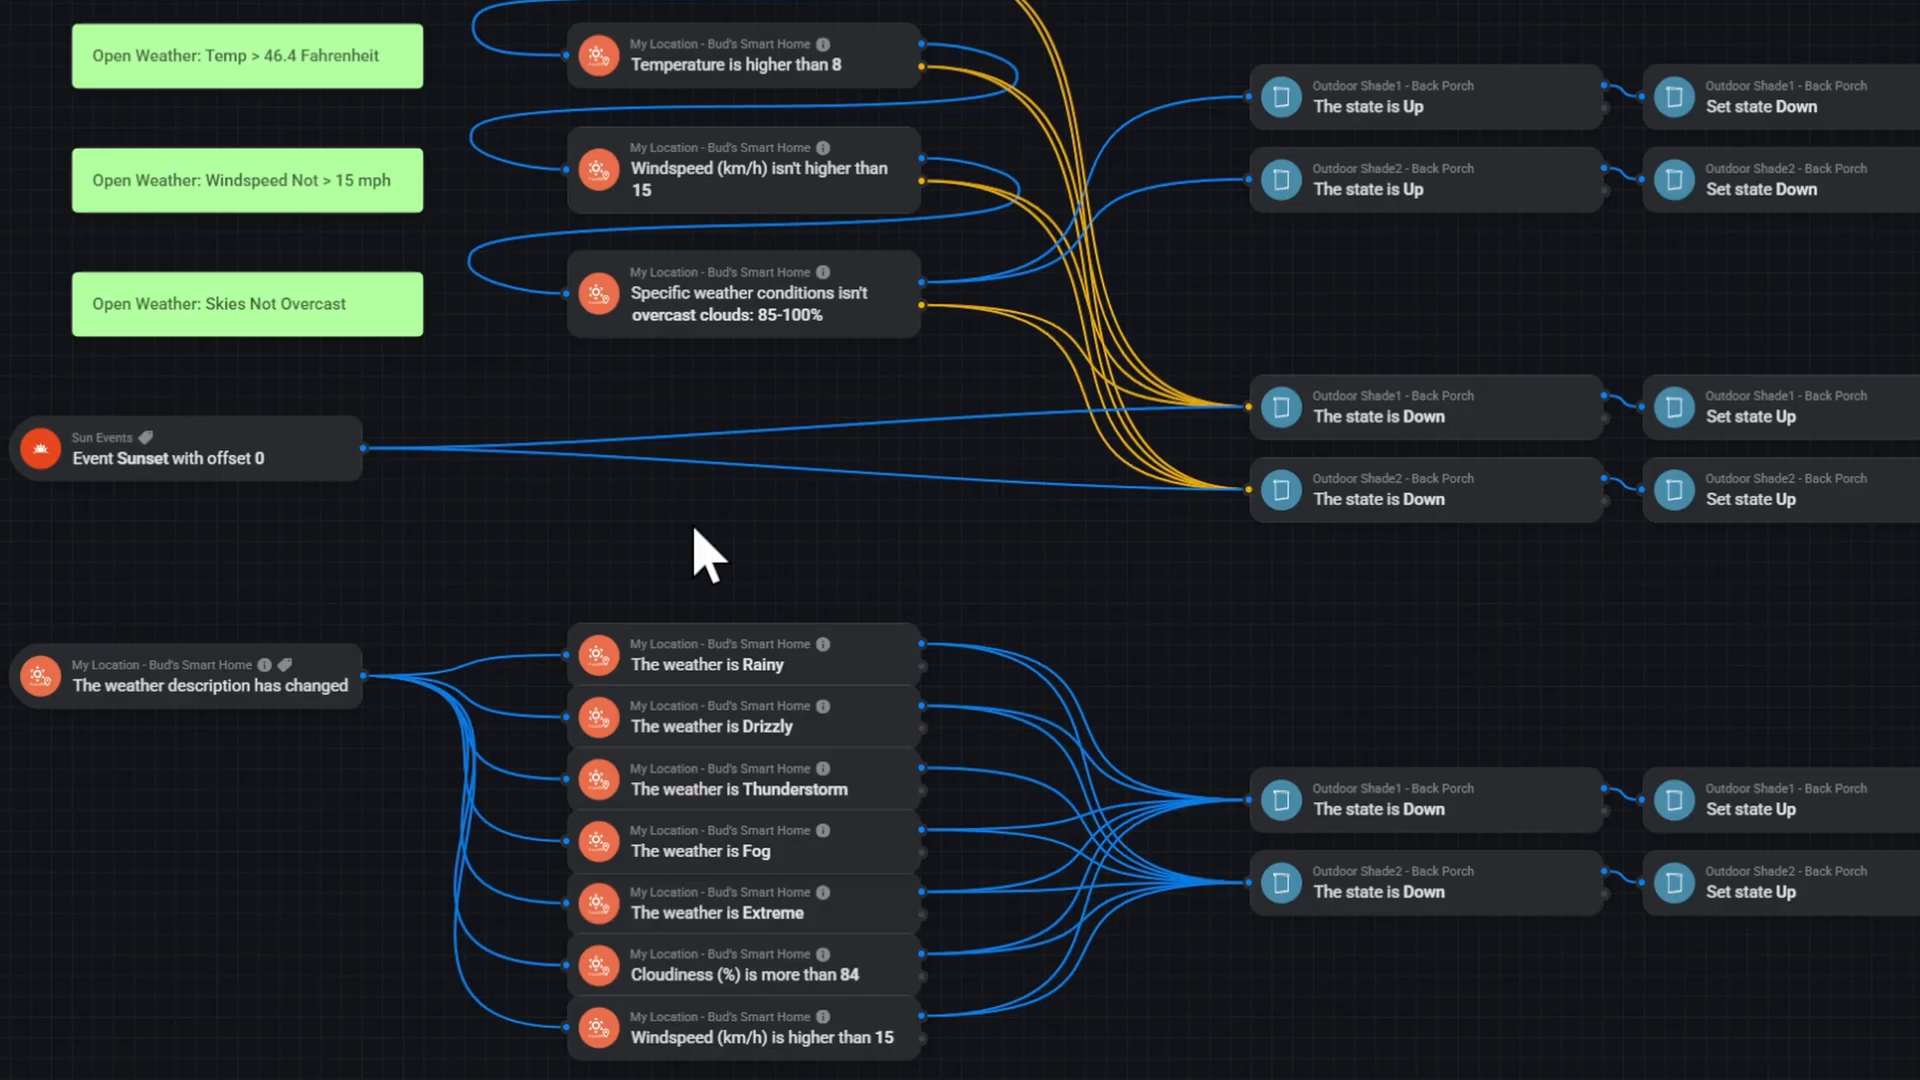 Open Weather: Temp > 46.4 Fahrenheit
My Location - Bud's Smart Home
Temperature is higher than 8
Outdoor Shade1 - Back Porch
The state is Up
Outdoor Shade1 - Back Porch
Set state Down
Open Weather: Windspeed Not > 15 mph
My Location - Bud's Smart Home
Windspeed (km/h) isn't higher than
15
Outdoor Shade2 - Back Porch
The state is Up
Outdoor Shade2 - Back Porch
Set state Down
Open Weather: Skies Not Overcast
My Location - Bud's Smart Home
Specific weather conditions isn't
overcast clouds: 85-100%
Sun Events
Event Sunset with offset 0
Outdoor Shade1 - Back Porch
The state is Down
Outdoor Shade1 - Back Porch
Set state Up
Outdoor Shade2 - Back Porch
The state is Down
Outdoor Shade2 - Back Porch
Set state Up
My Location - Bud's Smart Home
The weather description has changed
My Location - Bud's Smart Home
The weather is Rainy
My Location - Bud's Smart Home
The weather is Drizzly
My Location - Bud's Smart Home
The weather is Thunderstorm
My Location - Bud's Smart Home
The weather is Fog
My Location - Bud's Smart Home
The weather is Extreme
My Location - Bud's Smart Home
Cloudiness (%) is more than 84
My Location - Bud's Smart Home
Windspeed (km/h) is higher than 15
Outdoor Shade1 - Back Porch
The state is Down
Outdoor Shade1 - Back Porch
Set state Up
Outdoor Shade2 - Back Porch
The state is Down
Outdoor Shade2 - Back Porch
Set state Up